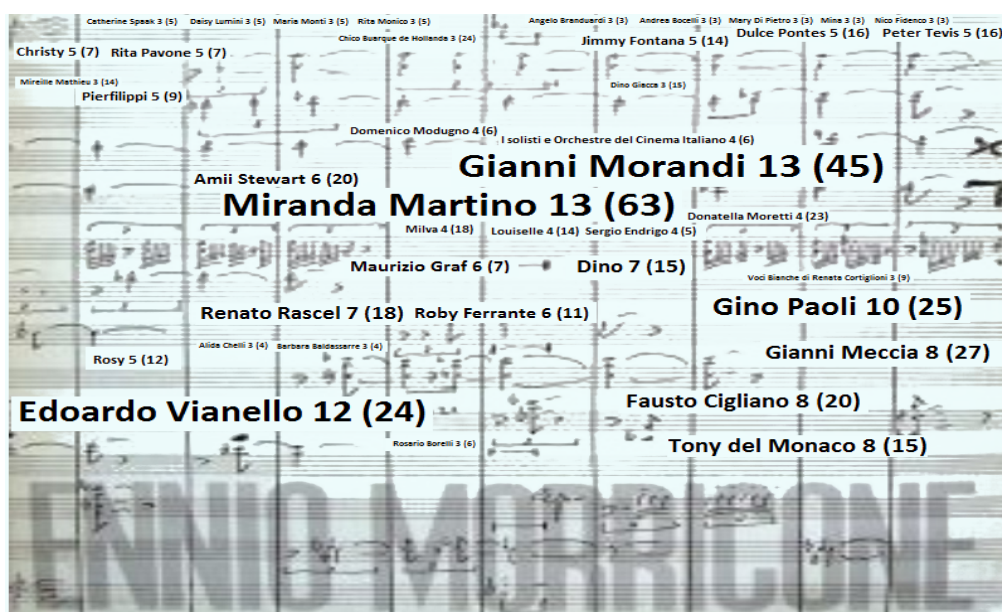 Catherine Spaak 3 (5) Daisy Lumini 3 (5) Maria Monti 3 (5) Rita Monico 3 (5) Angelo Branduardi 3 (3) Andrea Bocelli 3 (3) Mary Di Pietro 3 (3) Mina 3 (3) Nico Fidenco 3 (3)
Chico Buarque de Hollanda 3 (24) Jimmy Fontana 5 (14) Dulce Pontes 5 (16) Peter Tevis 5 (16)
Christy 5 (7) Rita Pavone 5 (7)
Mireille Mathieu 3 (14) Dino Giacca 3 (15)
Pierfilippi 5 (9)
Domenico Modugno 4 (6) I solisti e Orchestre del Cinema Italiano 4 (6)
Gianni Morandi 13 (45)
Amii Stewart 6 (20)
Miranda Martino 13 (63) Donatella Moretti 4 (23)
Milva 4 (18) Louiselle 4 (14) Sergio Endrigo 4 (5)
Maurizio Graf 6 (7) Dino 7 (15)
Voci Bianche di Renata Cortiglioni 3 (9)
Renato Rascel 7 (18) Roby Ferrante 6 (11) Gino Paoli 10 (25)
Alida Chelli 3 (4) Barbara Baldassarre 3 (4) Gianni Meccia 8 (27)
Rosy 5 (12)
Edoardo Vianello 12 (24) Fausto Cigliano 8 (20)
Rosario Borelli 3 (6) Tony del Monaco 8 (15)
ENNIO MORRICONE